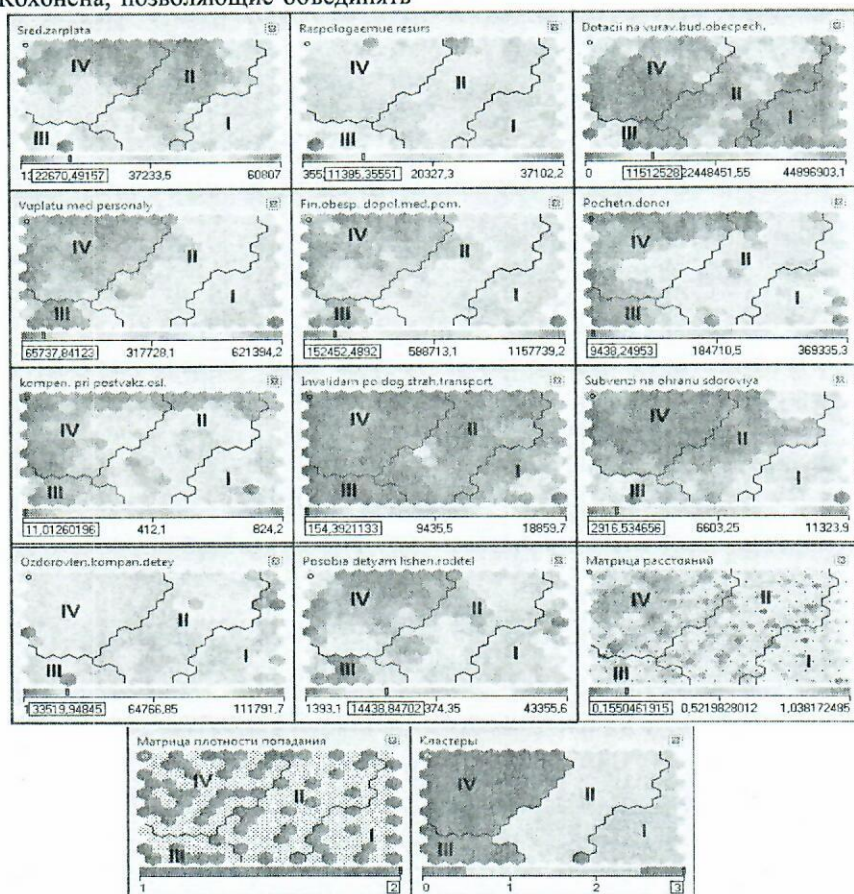 Кохонена, позволяющие объединять
Sred.zarplata
Raspologaemue resurs
Dotacii na vurav.bud.obecpech.
IV II III I
IV II III I
IV II III I
22670,49157 37233,5 60807
11385,35551 20327,3 37102,2
0 11512528 22448451,55 44896903,1
Vuplatu med personaly
Fin.obesp. dopol.med.pom.
Pochetn.donor
IV II III I
IV II III I
IV II III I
65737,84123 317728,1 621394,2
152452,4892 588713,1 1157739,2
9438,24953 184710,5 369335,3
kompen. pri postvakz.osl.
Invalidam po dog.strah.transport
Subvenzi na ohranu sdoroviya
IV II III I
IV II III I
IV II III I
11,01260196 412,1 824,2
154,3921133 9435,5 18859,7
2916,534656 6603,25 11323,9
Ozdorovlen.kompan.detey
Posobie detyam lishen.roditel
Матрица расстояний
IV II III I
IV II III I
IV II III I
33519,94845 64766,85 111791,7
1393,1 14438,84702 374,35 43355,6
0,1550461915 0,5219828012 1,038172495
Матрица плотности попадания
Кластеры
IV II III I
IV II III I
1 2
0 1 2 3